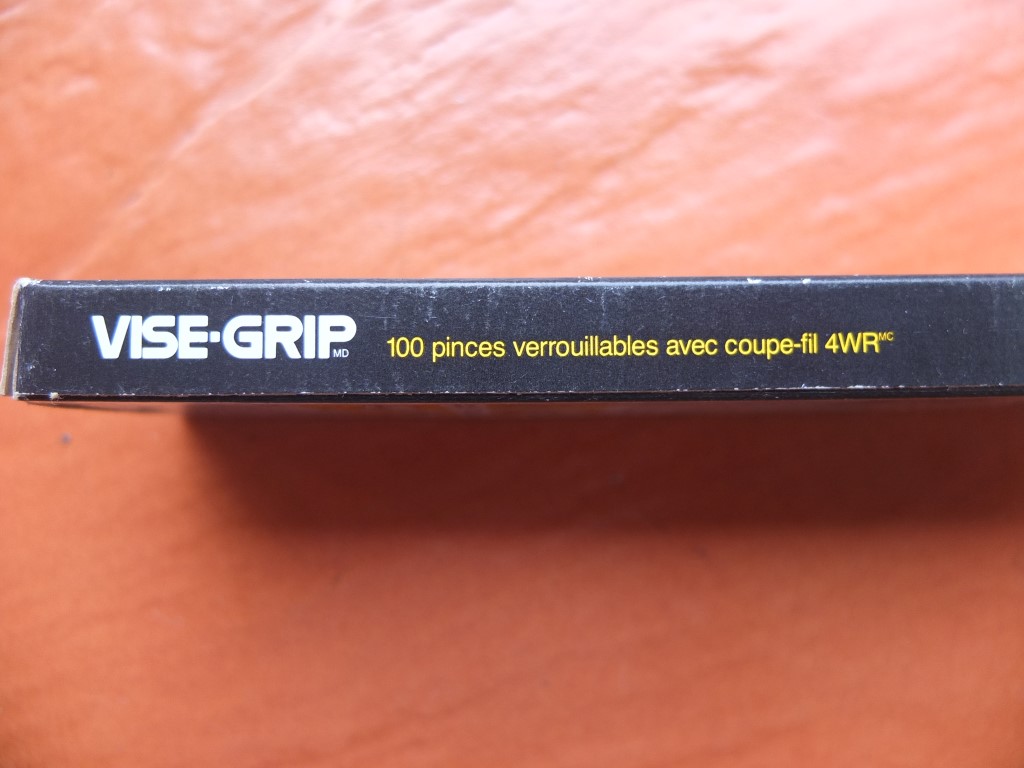 VISE-GRIP MD 100 pinces verrouillables avec coupe-fil 4WR MC